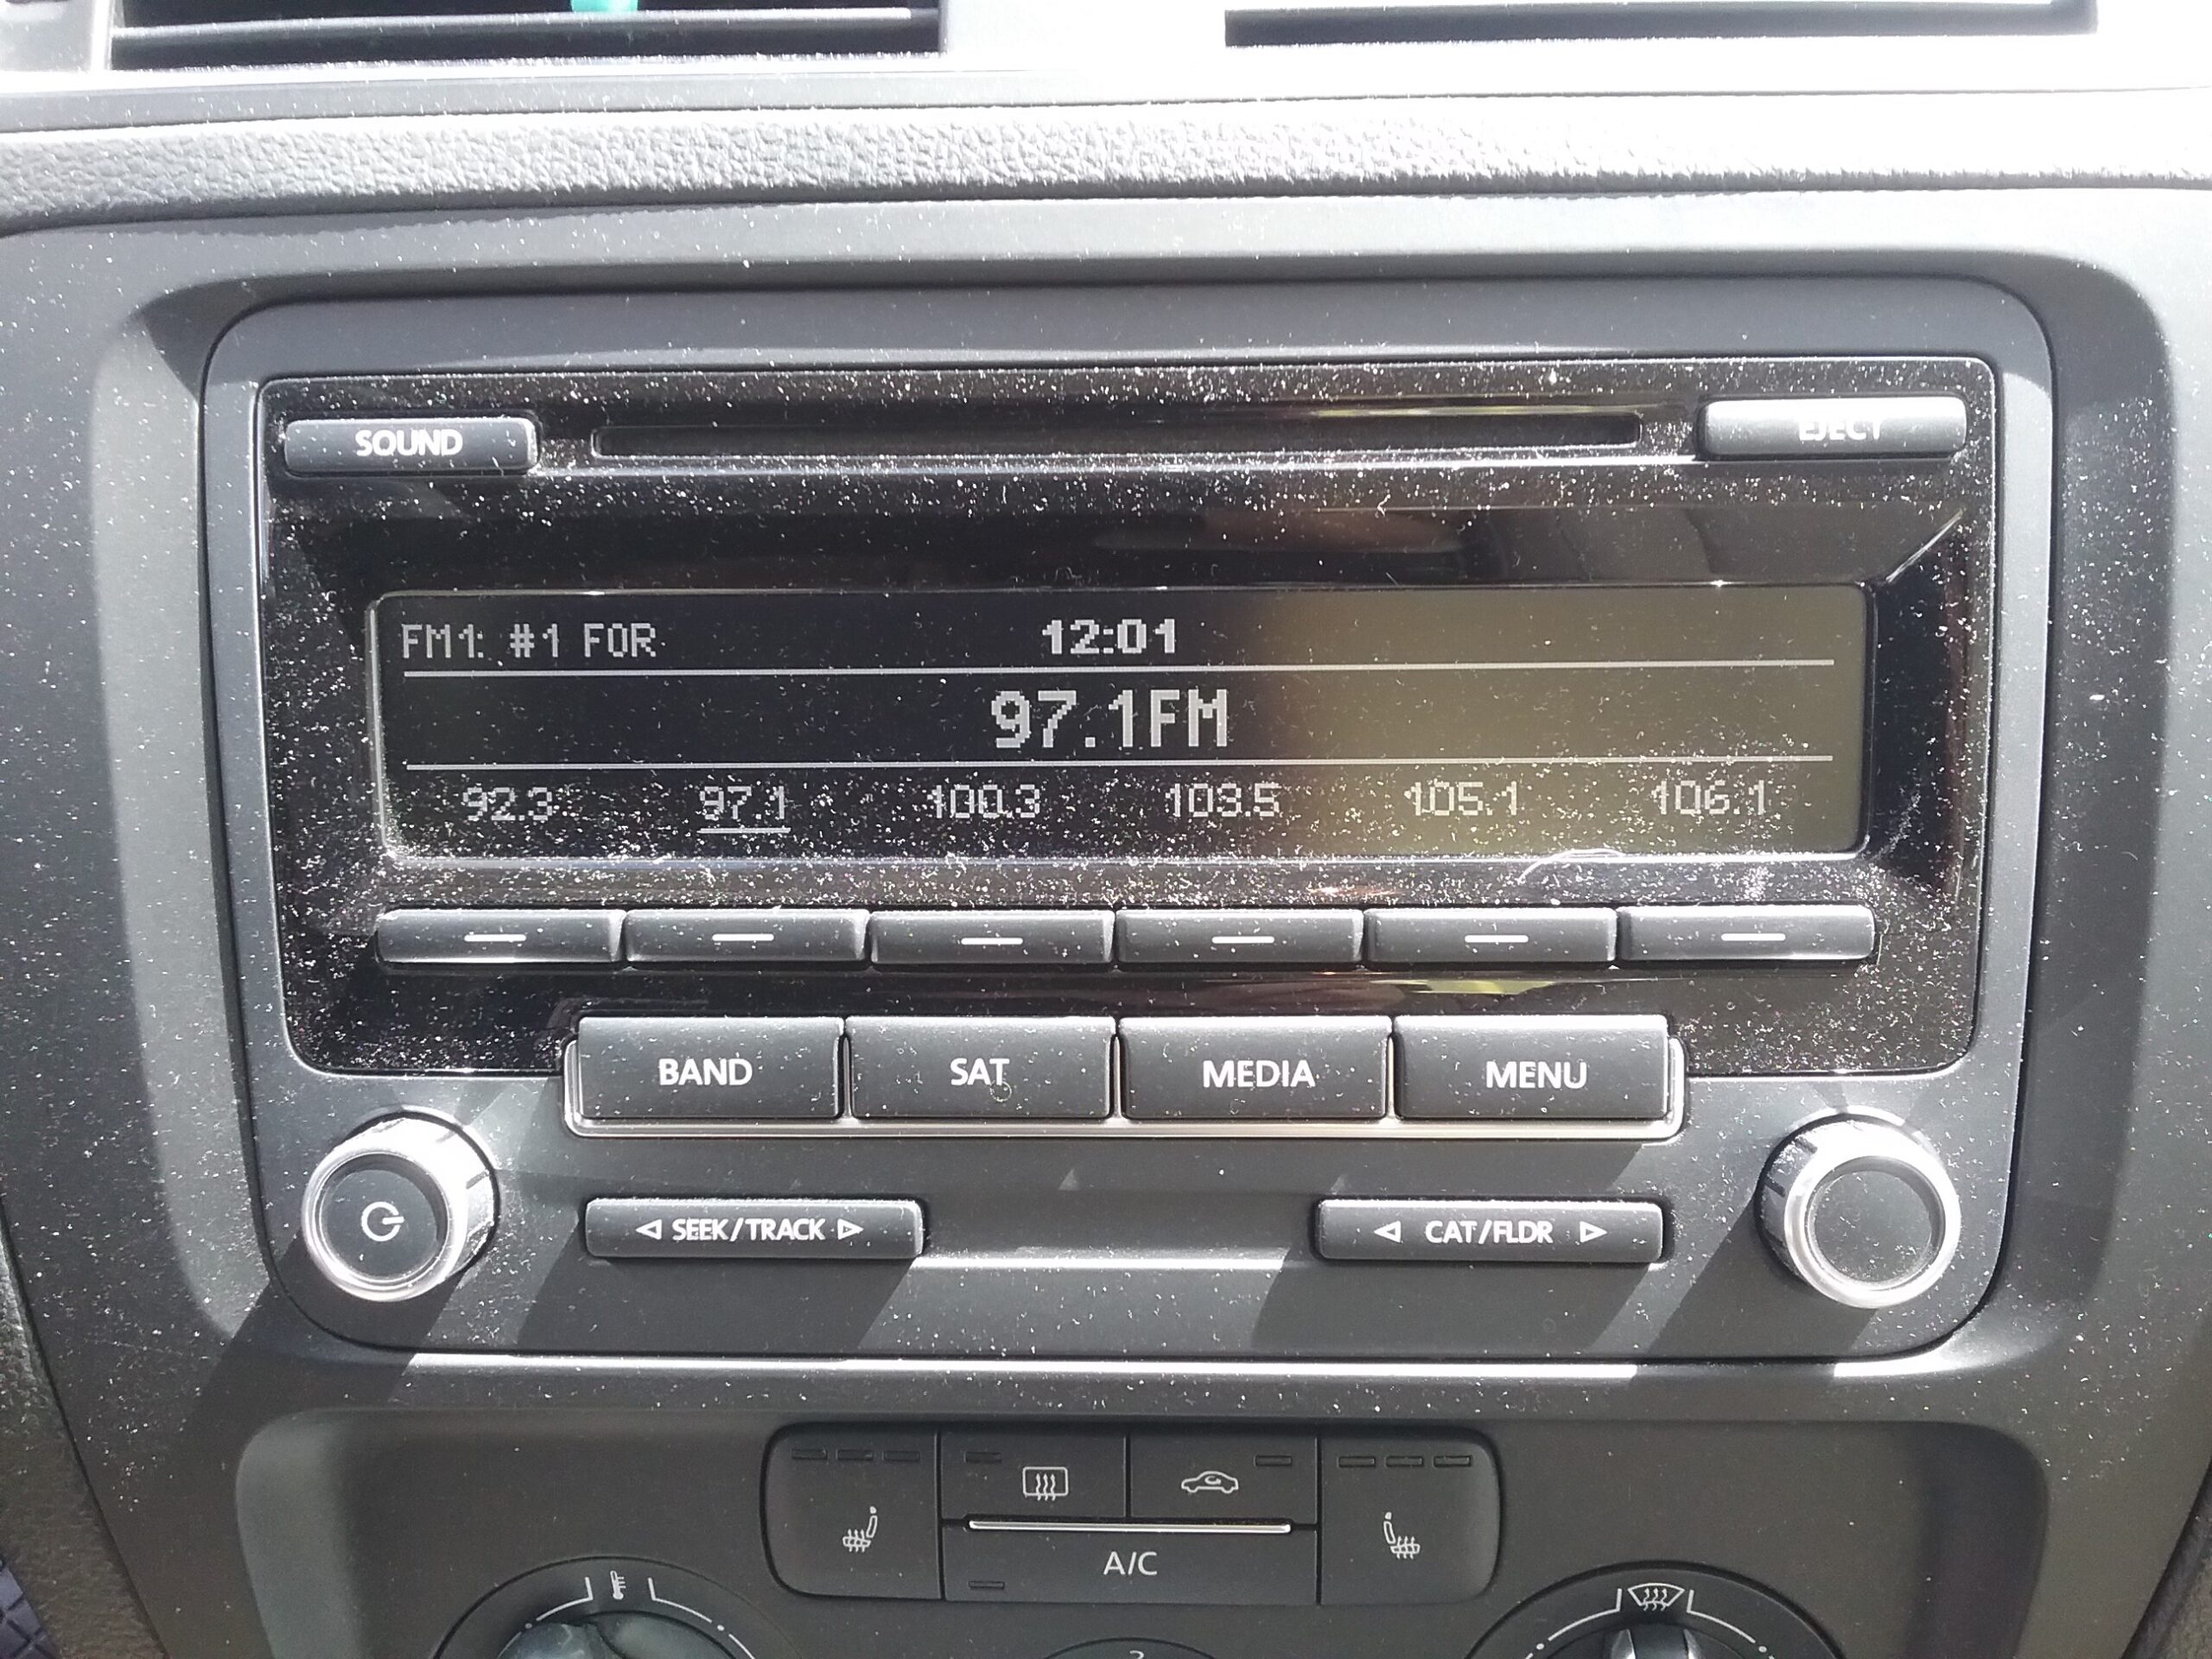 SOUND
EJECT
FM1: #1 FOR 12:01
97.1FM
92.3 97.1 100.3 103.5 105.1 106.1
BAND SAT MEDIA MENU
SEEK/TRACK CAT/FLDR
A/C